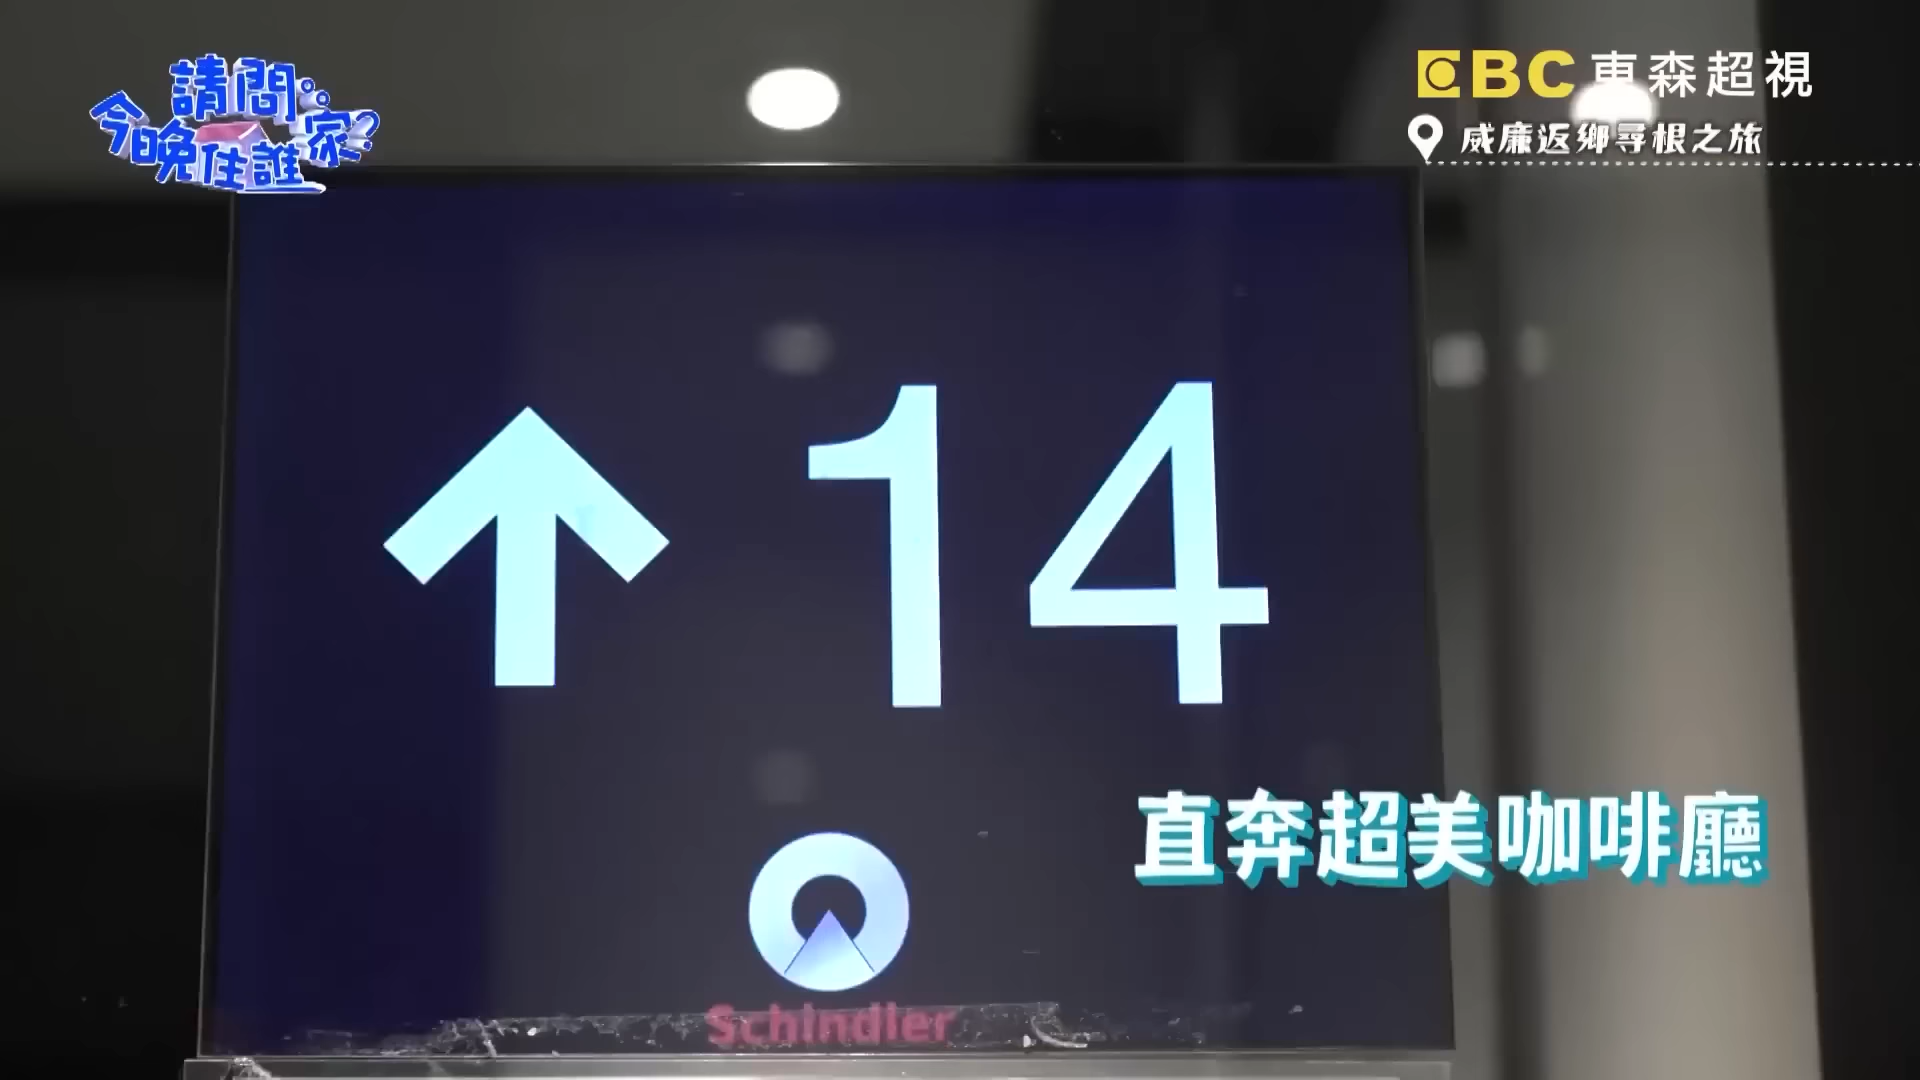 請問
今晚住誰家?
EBC 東森超視
威廉返鄉尋根之旅
14
直奔超美咖啡廳
Schindler